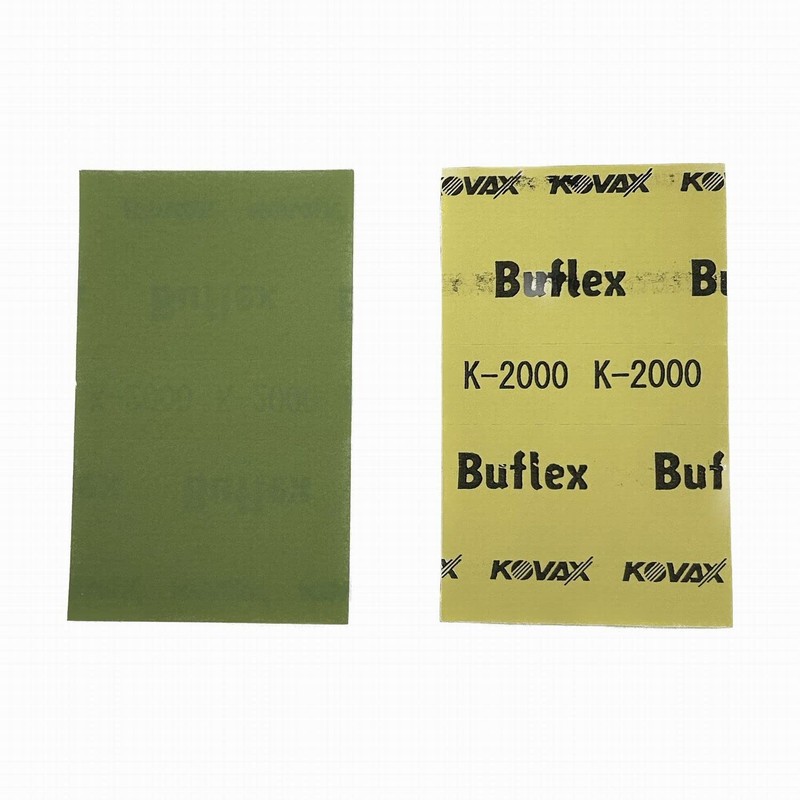 KOVAX KOVAX KO
Buflex Bu
K-2000 K-2000
Buflex Buf
X KOVAX KOVAX